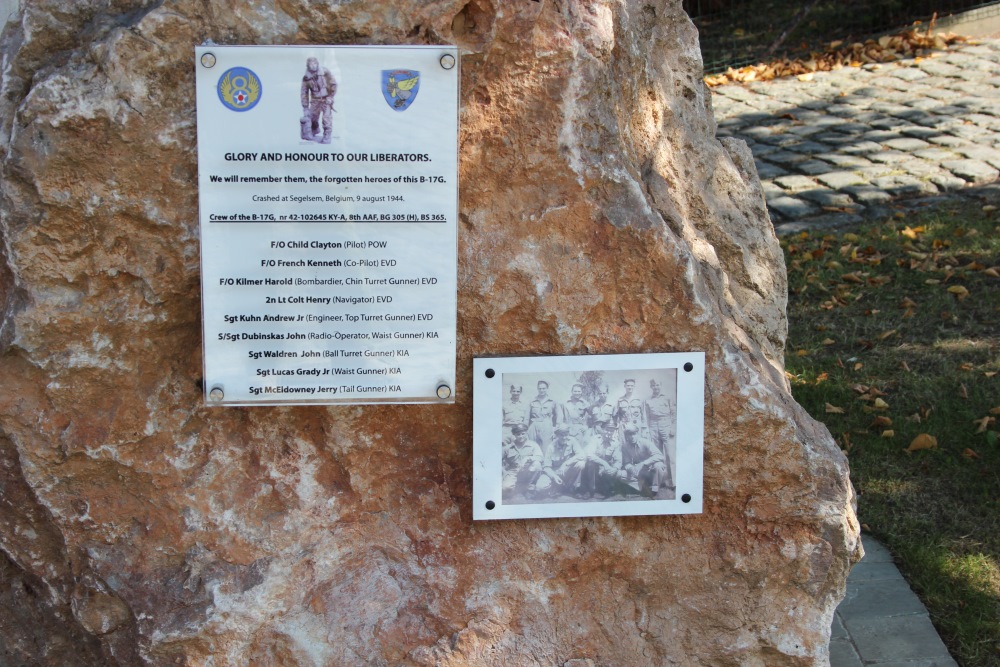 GLORY AND HONOUR TO OUR LIBERATORS.
We will remember them, the forgotten heroes of this B-17G.
Crashed at Segelsem, Belgium, 9 august 1944.
Crew of the B-17G, nr 42-102645 KY-A, 8th AAF, BG 305 (H), BS 365.
F/O Child Clayton (Pilot) POW
F/O French Kenneth (Co-Pilot) EVD
F/O Kilmer Harold (Bombardier, Chin Turret Gunner) EVD
2n Lt Colt Henry (Navigator) EVD
Sgt Kuhn Andrew Jr (Engineer, Top Turret Gunner) EVD
S/Sgt Dubinskas John (Radio-Operator, Waist Gunner) KIA
Sgt Waldren John (Ball Turret Gunner) KIA
Sgt Lucas Grady Jr (Waist Gunner) KIA
Sgt McEidowney Jerry (Tail Gunner) KIA